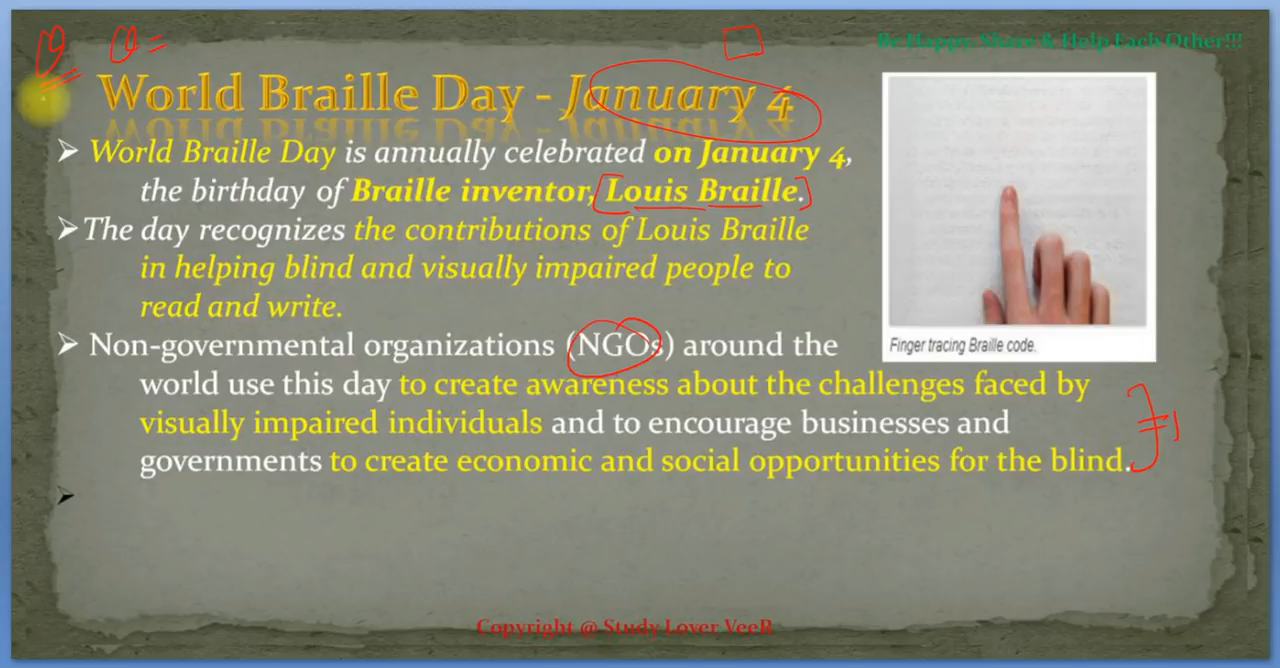 Be Happy, Share & Help Each Other!!!
World Braille Day - January 4
World Braille Day is annually celebrated on January 4,
the birthday of Braille inventor, Louis Braille.
The day recognizes the contributions of Louis Braille
in helping blind and visually impaired people to
read and write.
Non-governmental organizations (NGOs) around the
world use this day to create awareness about the challenges faced by
visually impaired individuals and to encourage businesses and
governments to create economic and social opportunities for the blind.
Finger tracing Braille code.
Copyright @ Study Lover VeeR